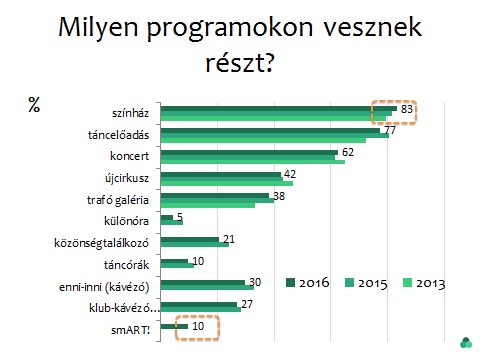 Milyen programokon vesznek
részt?
%
színház 83
táncelőadás 77
koncert 62
újcirkusz 42
trafó galéria 38
különóra 5
közönségtalálkozó 21
táncórák 10
enni-inni (kávézó) 30
klub-kávézó... 27
smART! 10
2016 2015 2013